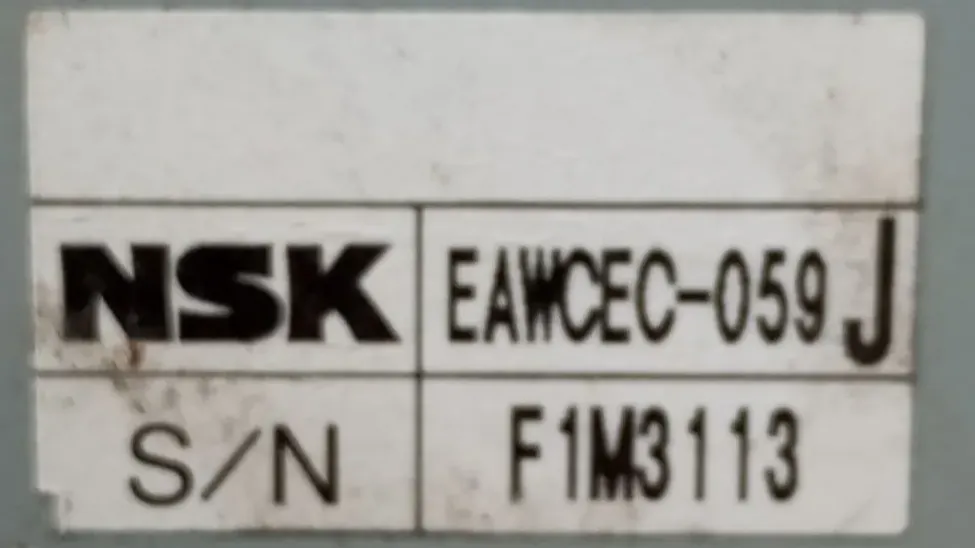 NSK EAWCEC-059 J
S/N F1M3113